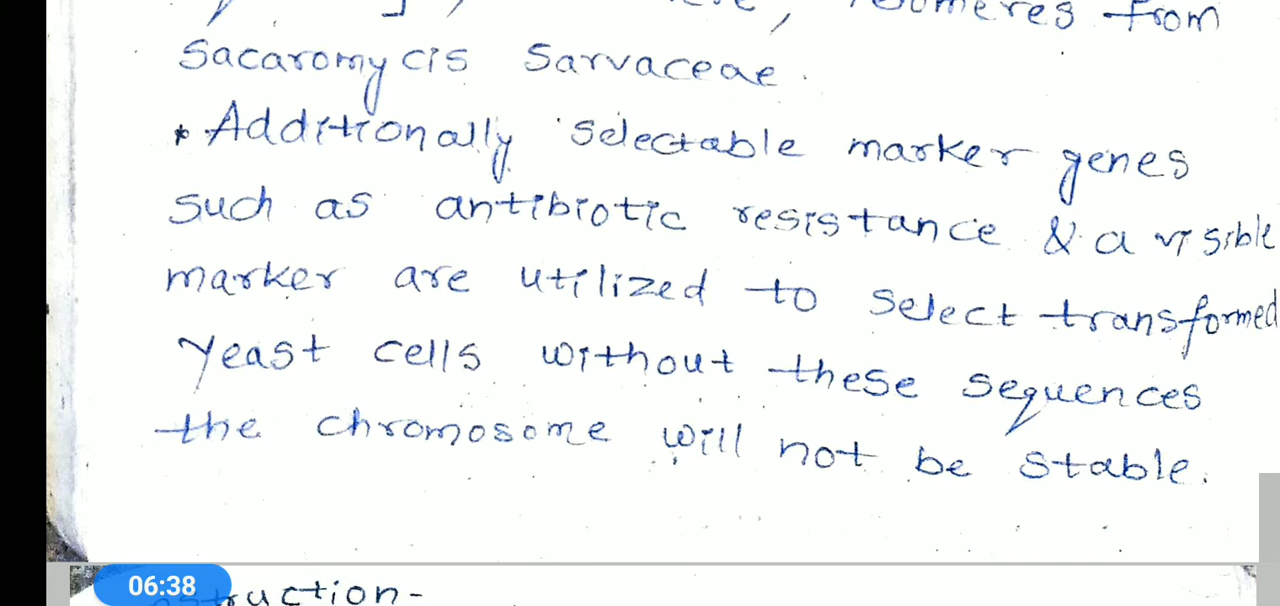 from
Sacaromycis Sarvaceae.
* Additionally selectable marker genes
such as antibiotic resistance & a visible
marker are utilized to select transformed
Yeast cells without these sequences
the chromosome will not be stable.
06:38